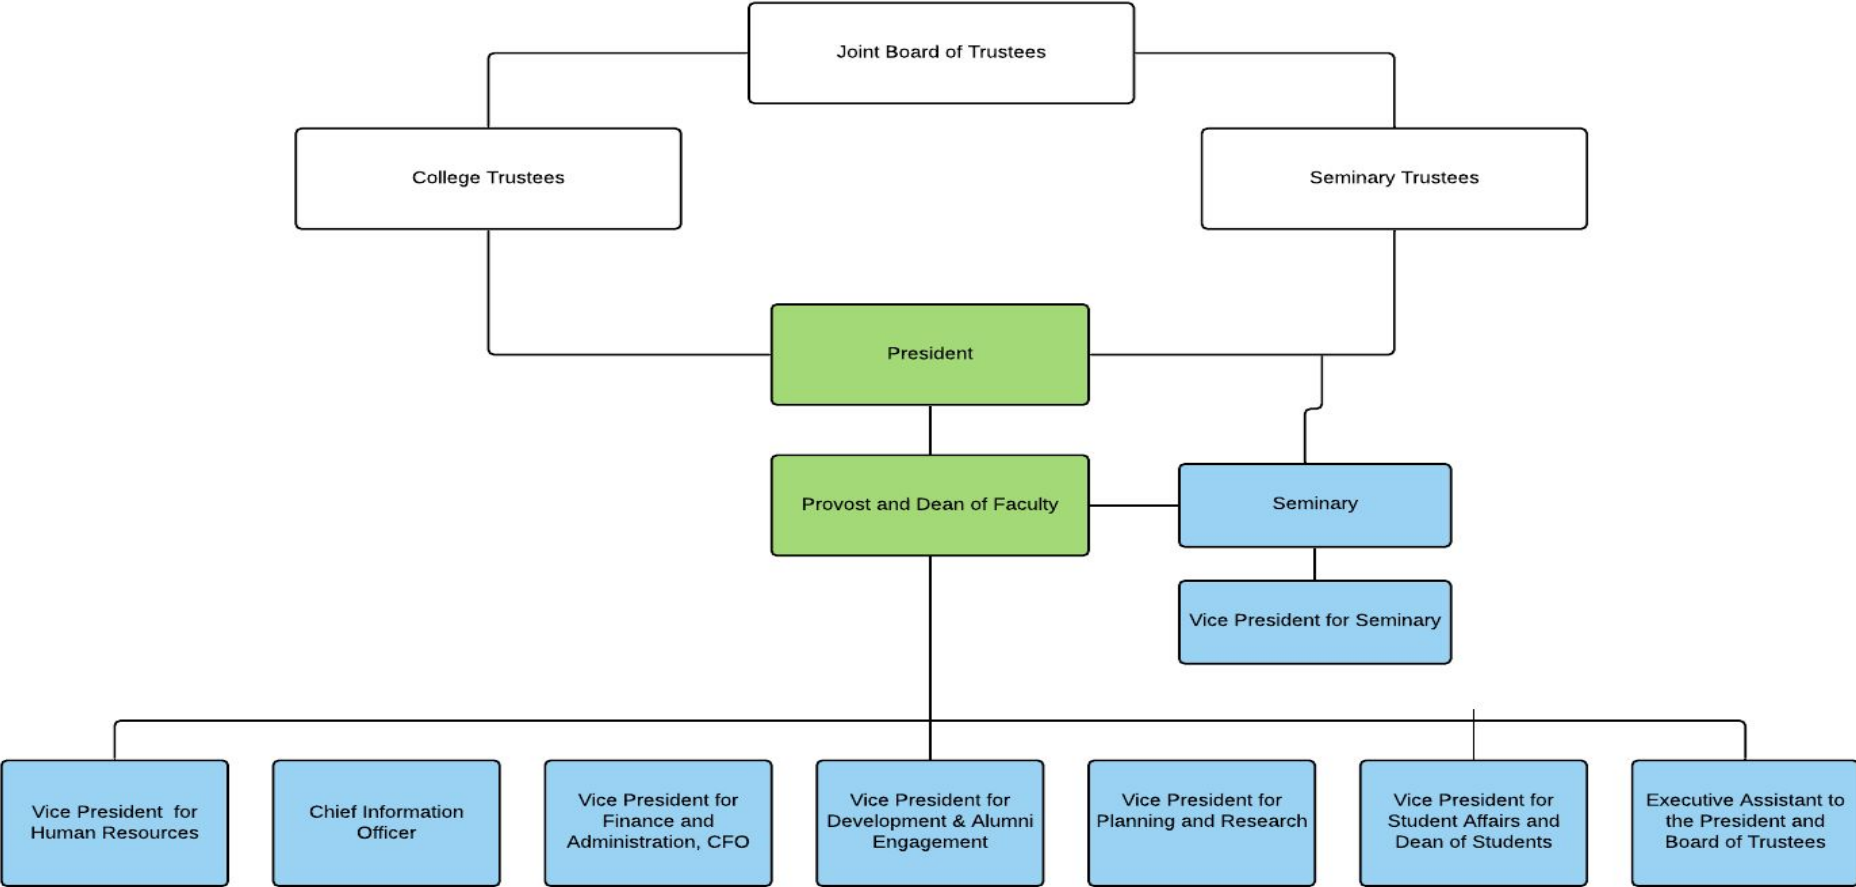 Joint Board of Trustees
College Trustees
Seminary Trustees
President
Provost and Dean of Faculty
Seminary
Vice President for Seminary
Vice President for
Human Resources
Chief Information
Officer
Vice President for
Finance and
Administration, CFO
Vice President for
Development & Alumni
Engagement
Vice President for
Planning and Research
Vice President for
Student Affairs and
Dean of Students
Executive Assistant to
the President and
Board of Trustees